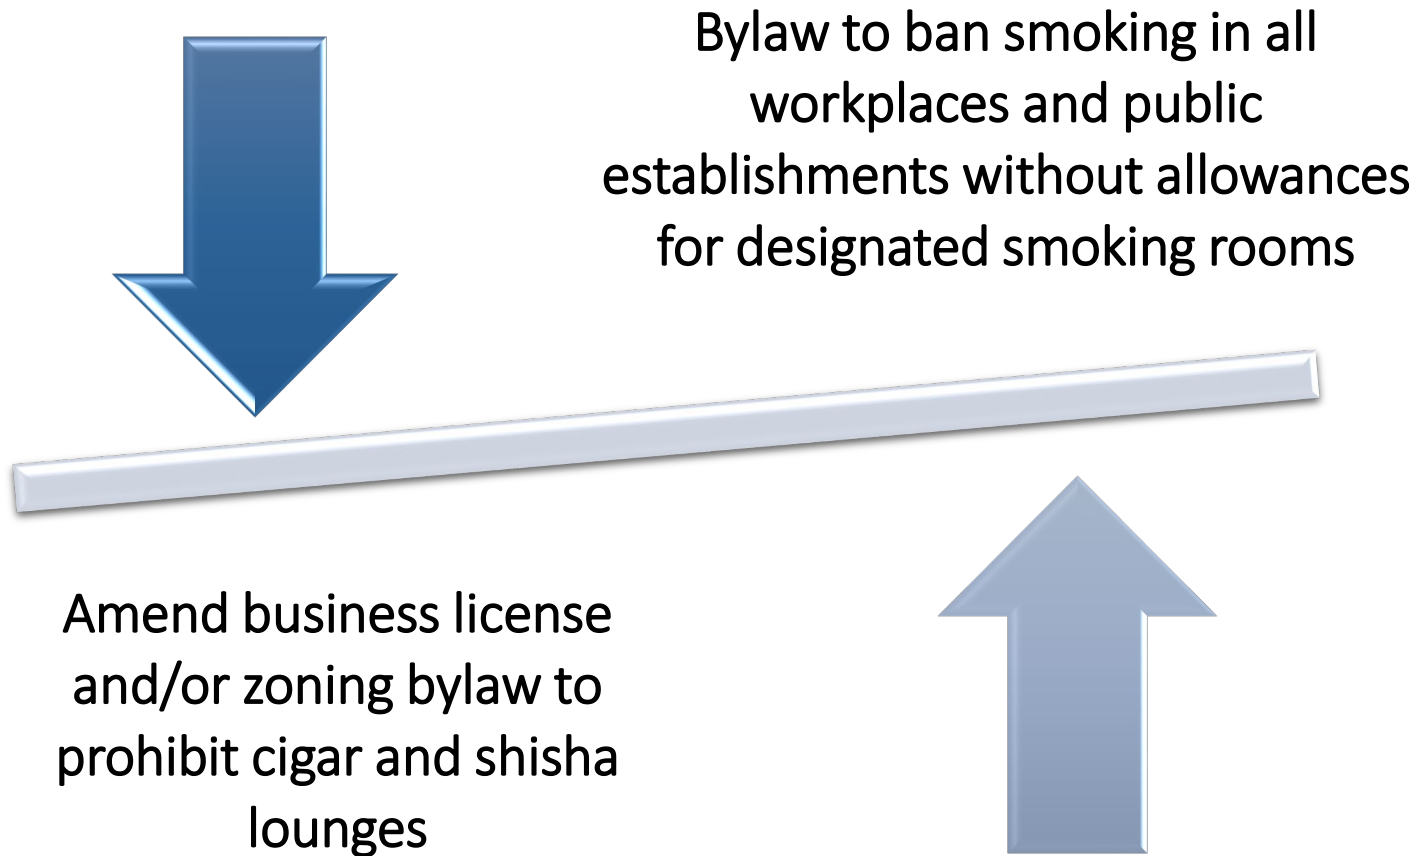 Bylaw to ban smoking in all
workplaces and public
establishments without allowances
for designated smoking rooms
Amend business license
and/or zoning bylaw to
prohibit cigar and shisha
lounges